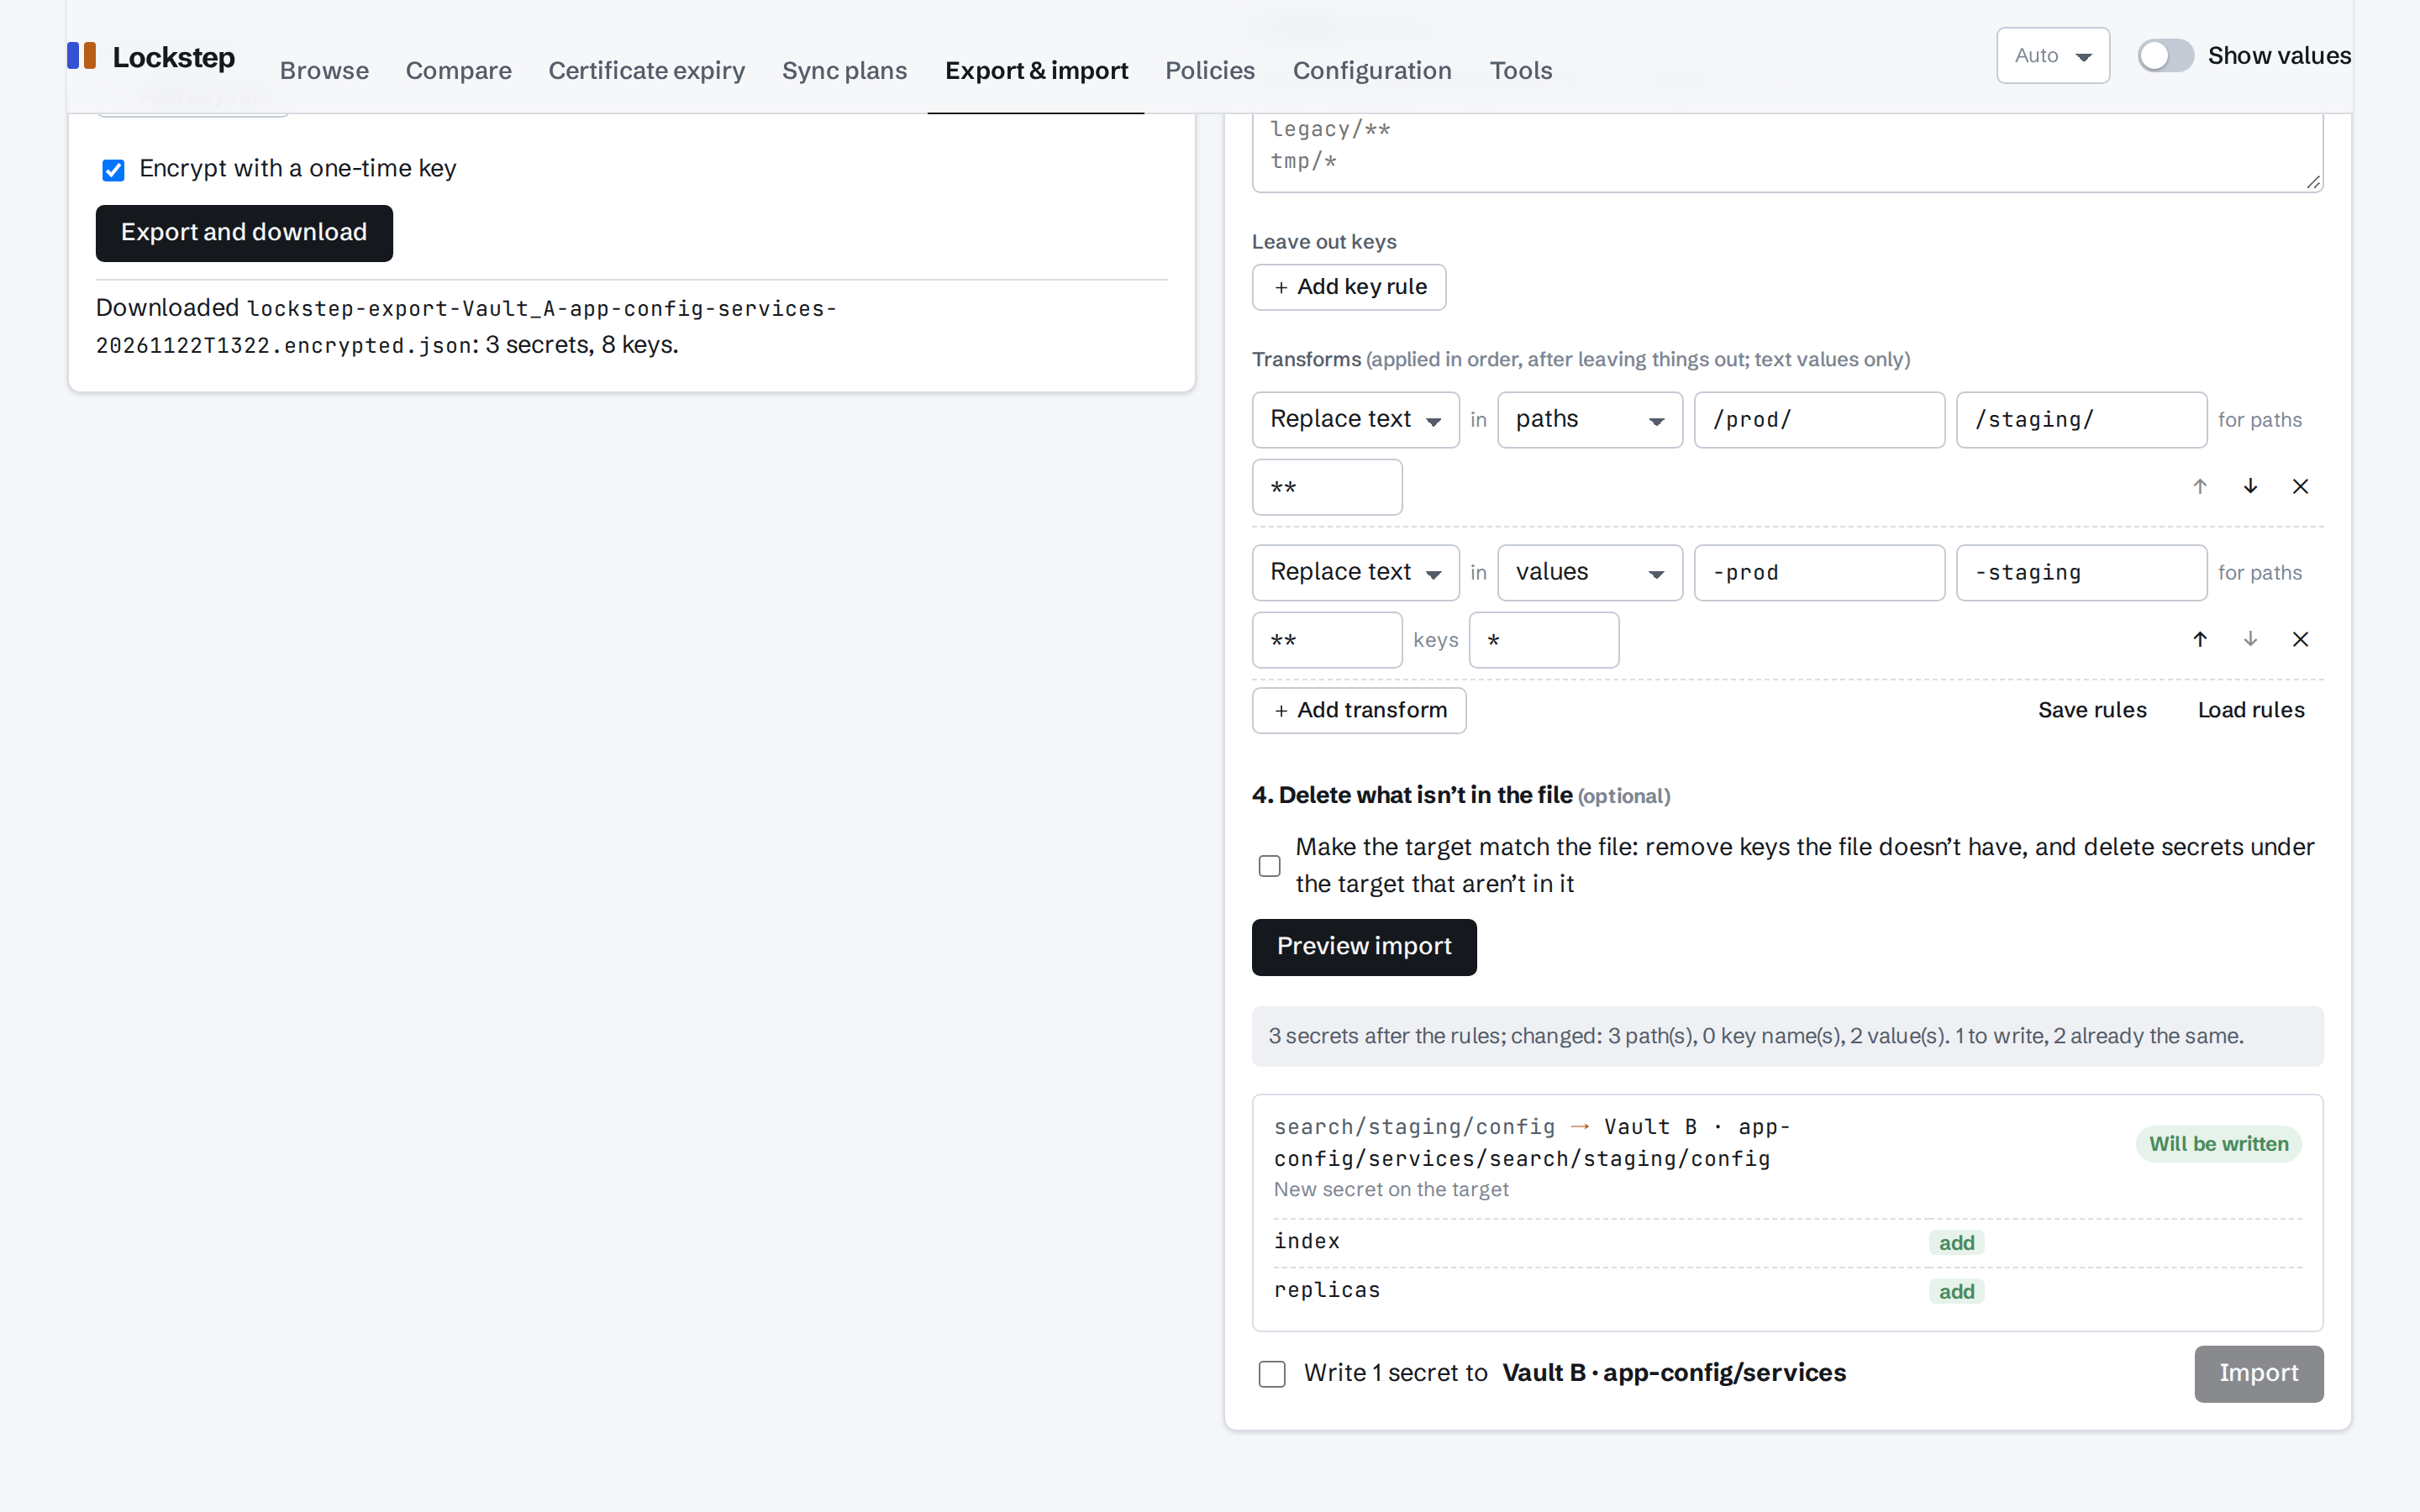 Lockstep
Browse
Compare
Certificate expiry
Sync plans
Export & import
Policies
Configuration
Tools
Auto
Show values
Encrypt with a one-time key
Export and download
Downloaded lockstep-export-Vault_A-app-config-services-
20261122T1322.encrypted.json: 3 secrets, 8 keys.
legacy/**
tmp/*
Leave out keys
+ Add key rule
Transforms (applied in order, after leaving things out; text values only)
Replace text in paths /prod/ /staging/ for paths
** ↑ ↓ ×
Replace text in values -prod -staging for paths
** keys * ↑ ↓ ×
+ Add transform Save rules Load rules
4. Delete what isn’t in the file (optional)
Make the target match the file: remove keys the file doesn’t have, and delete secrets under
the target that aren’t in it
Preview import
3 secrets after the rules; changed: 3 path(s), 0 key name(s), 2 value(s). 1 to write, 2 already the same.
search/staging/config → Vault B · app-
config/services/search/staging/config
Will be written
New secret on the target
index add
replicas add
Write 1 secret to Vault B · app-config/services
Import